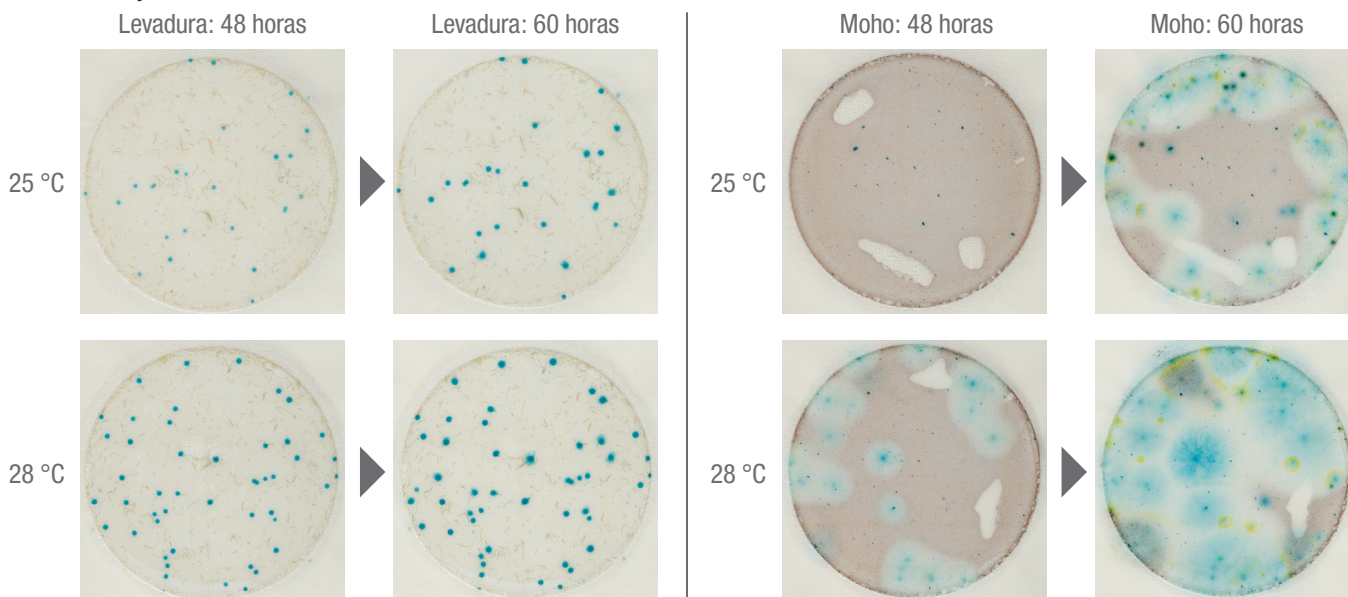 Levadura: 48 horas
Levadura: 60 horas
Moho: 48 horas
Moho: 60 horas
25 °C
25 °C
28 °C
28 °C